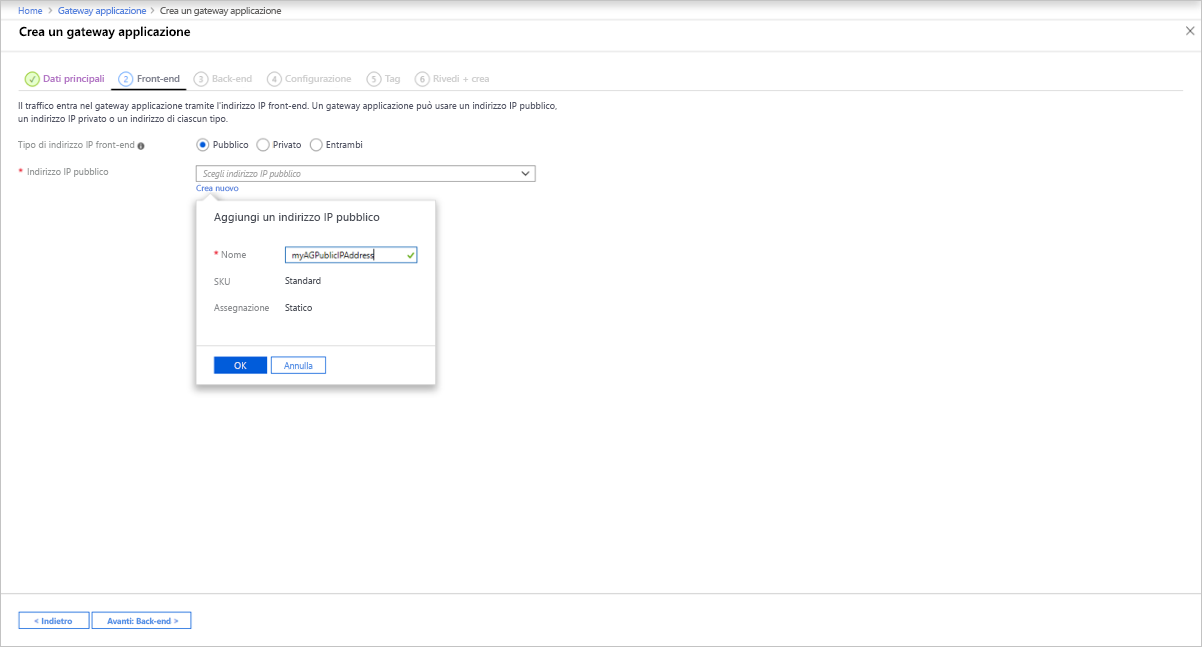 Home > Gateway applicazione > Crea un gateway applicazione
Crea un gateway applicazione
Dati principali 2 Front-end 3 Back-end 4 Configurazione 5 Tag 6 Rivedi + crea
Il traffico entra nel gateway applicazione tramite l'indirizzo IP front-end. Un gateway applicazione può usare un indirizzo IP pubblico,
un indirizzo IP privato o un indirizzo di ciascun tipo.
Tipo di indirizzo IP front-end Pubblico Privato Entrambi
* Indirizzo IP pubblico Scegli indirizzo IP pubblico
Crea nuovo
Aggiungi un indirizzo IP pubblico
* Nome myAGPublicIPAddress
SKU Standard
Assegnazione Statico
OK Annulla
< Indietro Avanti: Back-end >